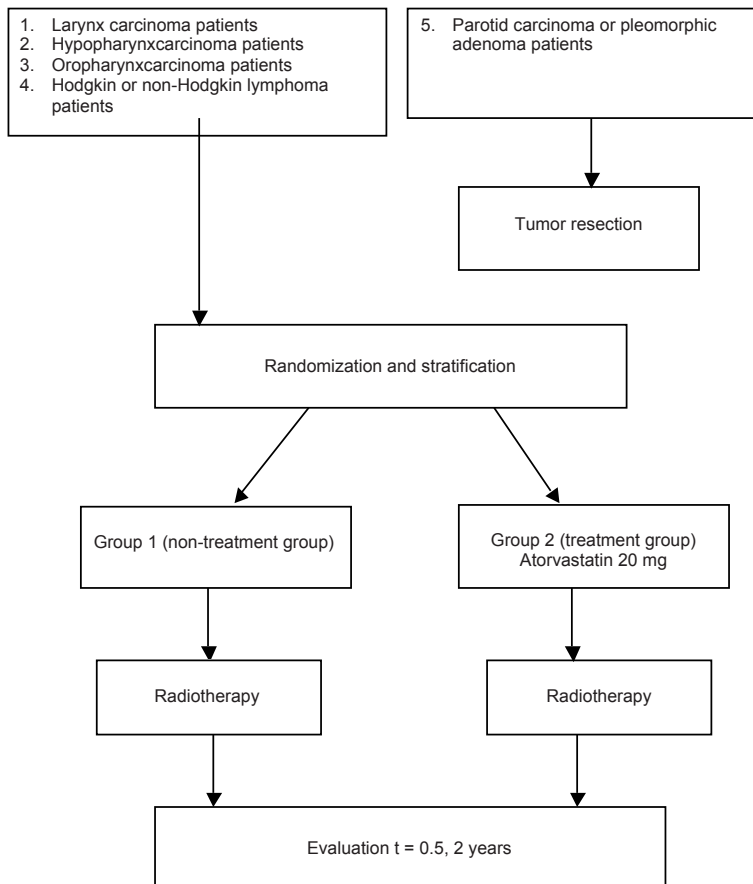 1. Larynx carcinoma patients
2. Hypopharynxcarcinoma patients
3. Oropharynxcarcinoma patients
4. Hodgkin or non-Hodgkin lymphoma
patients
5. Parotid carcinoma or pleomorphic
adenoma patients
Tumor resection
Randomization and stratification
Group 1 (non-treatment group)
Group 2 (treatment group)
Atorvastatin 20 mg
Radiotherapy
Radiotherapy
Evaluation t = 0.5, 2 years